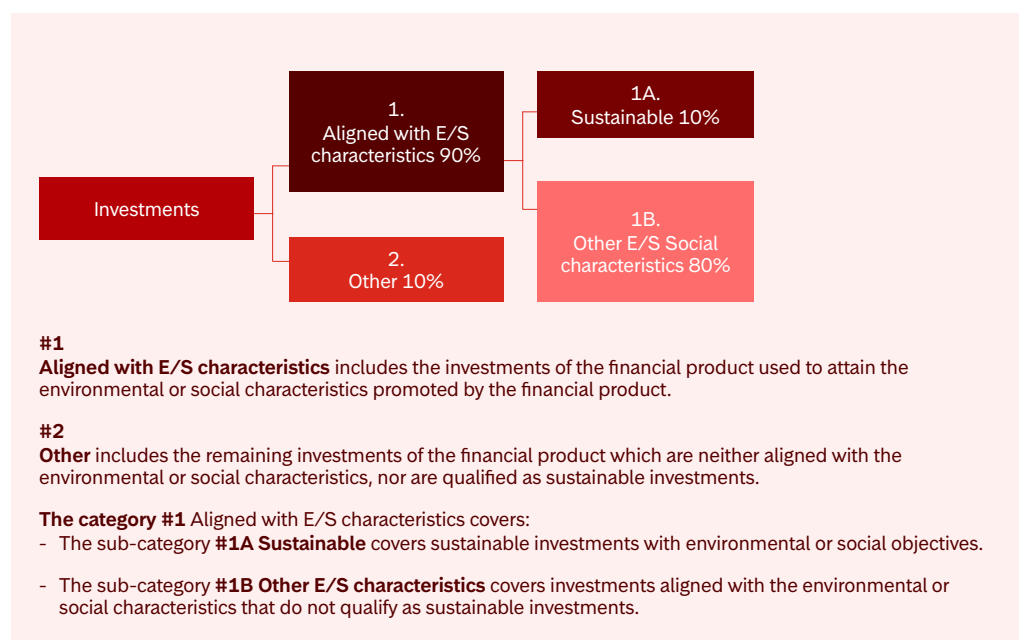 Investments
1.
Aligned with E/S
characteristics 90%
2.
Other 10%
1A.
Sustainable 10%
1B.
Other E/S Social
characteristics 80%
#1
Aligned with E/S characteristics includes the investments of the financial product used to attain the
environmental or social characteristics promoted by the financial product.
#2
Other includes the remaining investments of the financial product which are neither aligned with the
environmental or social characteristics, nor are qualified as sustainable investments.
The category #1 Aligned with E/S characteristics covers:
- The sub-category #1A Sustainable covers sustainable investments with environmental or social objectives.
- The sub-category #1B Other E/S characteristics covers investments aligned with the environmental or
social characteristics that do not qualify as sustainable investments.